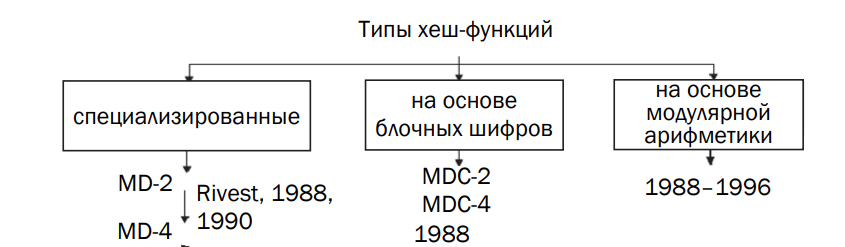 Типы хеш-функций
специализированные
на основе
блочных шифров
на основе
модулярной
арифметики
MD-2
Rivest, 1988,
1990
MD-4
MDC-2
MDC-4
1988
1988–1996